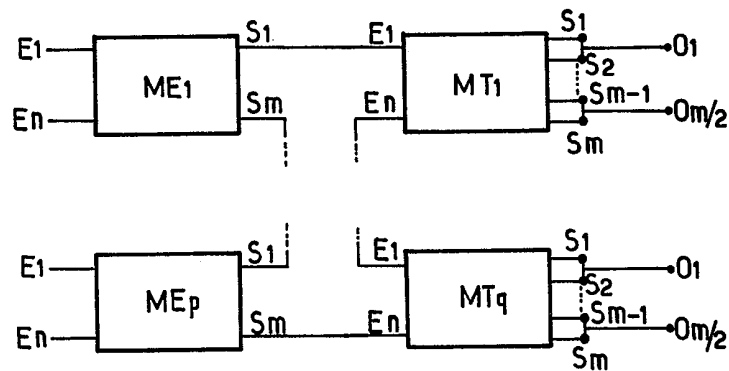 E1 ME1 S1 E1 MT1 S1 O1
S2
En Sm En Sm-1 Om/2
Sm
E1 MEp S1 E1 MTq S1 O1
S2
En Sm En Sm-1 Om/2
Sm